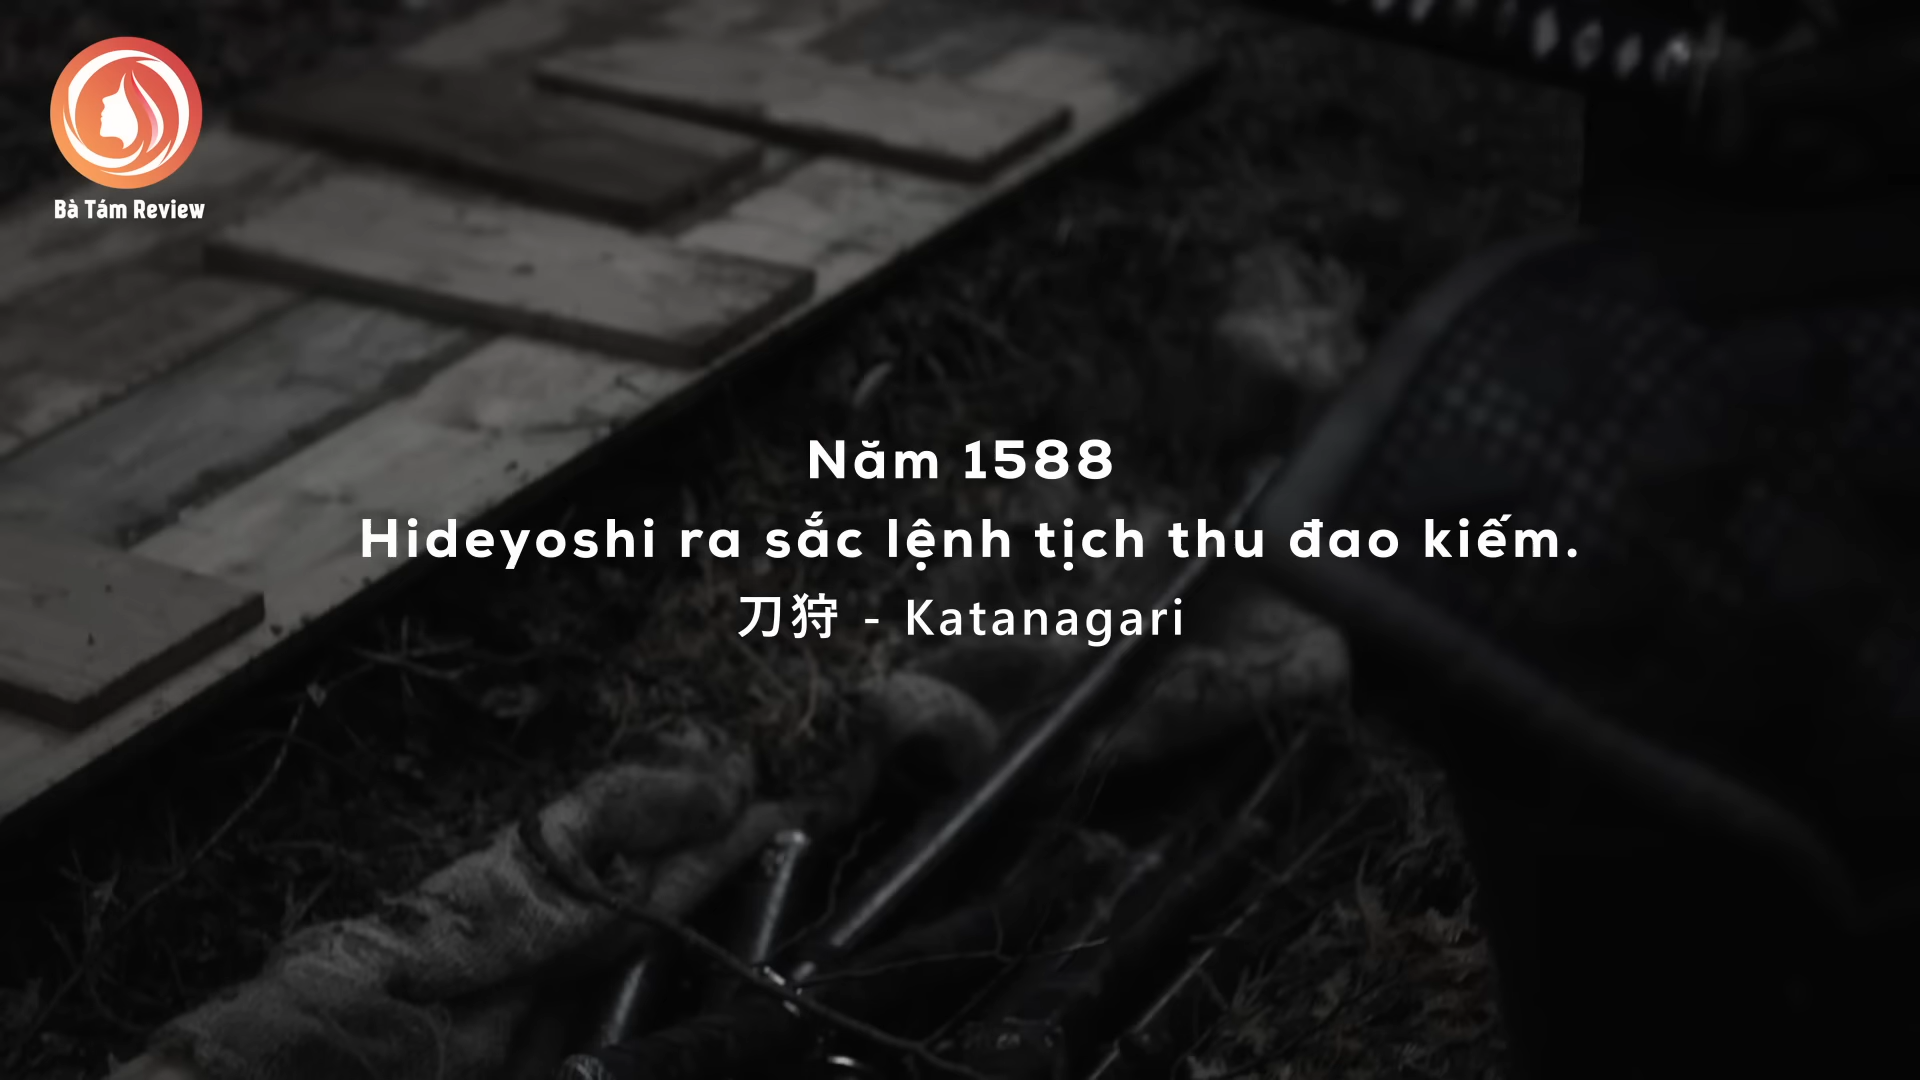 Bà Tám Review
Năm 1588
Hideyoshi ra sắc lệnh tịch thu đao kiếm.
刀狩 - Katanagari